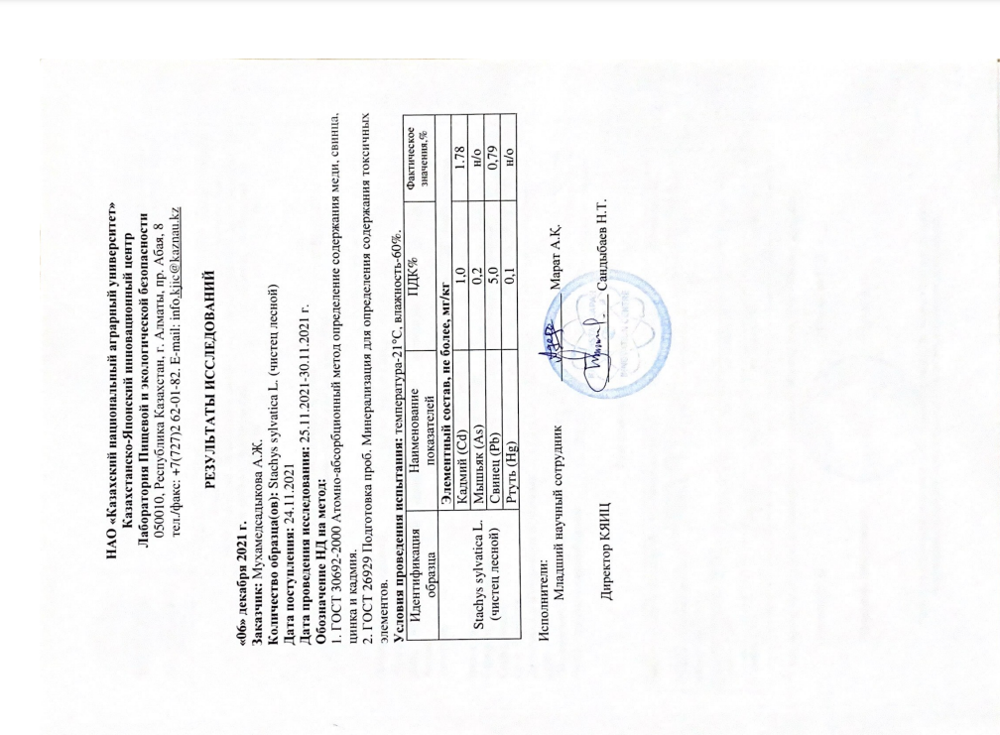 НАО «Казахский национальный аграрный университет»
Казахстанско-Японский инновационный центр
Лаборатория Пищевой и экологической безопасности
050010, Республика Казахстан, г. Алматы, пр. Абая, 8
тел./факс: +7(727)2 62-01-82. E-mail: info.kjic@kaznau.kz
РЕЗУЛЬТАТЫ ИССЛЕДОВАНИЙ
«06» декабря 2021 г.
Заказчик: Мухамедсадыкова А.Ж.
Количество образца(ов): Stachys sylvatica L. (чистец лесной)
Дата поступления: 24.11.2021
Дата проведения исследования: 25.11.2021-30.11.2021 г.
Обозначение НД на метод:
1. ГОСТ 30692-2000 Атомно-абсорбционный метод определение содержания меди, свинца,
цинка и кадмия.
2. ГОСТ 26929 Подготовка проб. Минерализация для определения содержания токсичных
элементов.
Условия проведения испытания: температура-21°С, влажность-60%.
Идентификация образца Наименование показателей ПДК% Фактическое значения,%
Элементный состав, не более, мг/кг
Stachys sylvatica L. (чистец лесной)
Кадмий (Cd) 1,0 1.78
Мышьяк (As) 0,2 н/о
Свинец (Pb) 5,0 0,79
Ртуть (Hg) 0,1 н/о
Исполнители:
Младший научный сотрудник Марат А.Қ.
Директор КЯИЦ Сандыбаев Н.Т.